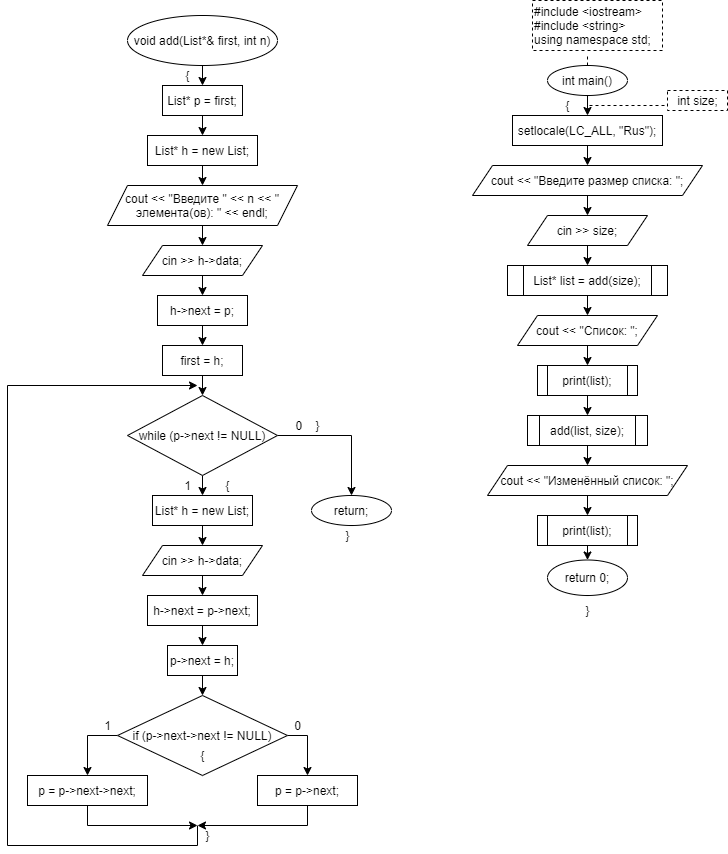 void add(List*& first, int n)
{
List* p = first;
List* h = new List;
cout << "Введите " << n << "
элемента(ов): " << endl;
cin >> h->data;
h->next = p;
first = h;
while (p->next != NULL)
0 }
return;
}
1 {
List* h = new List;
cin >> h->data;
h->next = p->next;
p->next = h;
if (p->next->next != NULL)
{
1
0
p = p->next->next;
p = p->next;
}
#include <iostream>
#include <string>
using namespace std;
int main()
{
int size;
setlocale(LC_ALL, "Rus");
cout << "Введите размер списка: ";
cin >> size;
List* list = add(size);
cout << "Список: ";
print(list);
add(list, size);
cout << "Изменённый список: ";
print(list);
return 0;
}